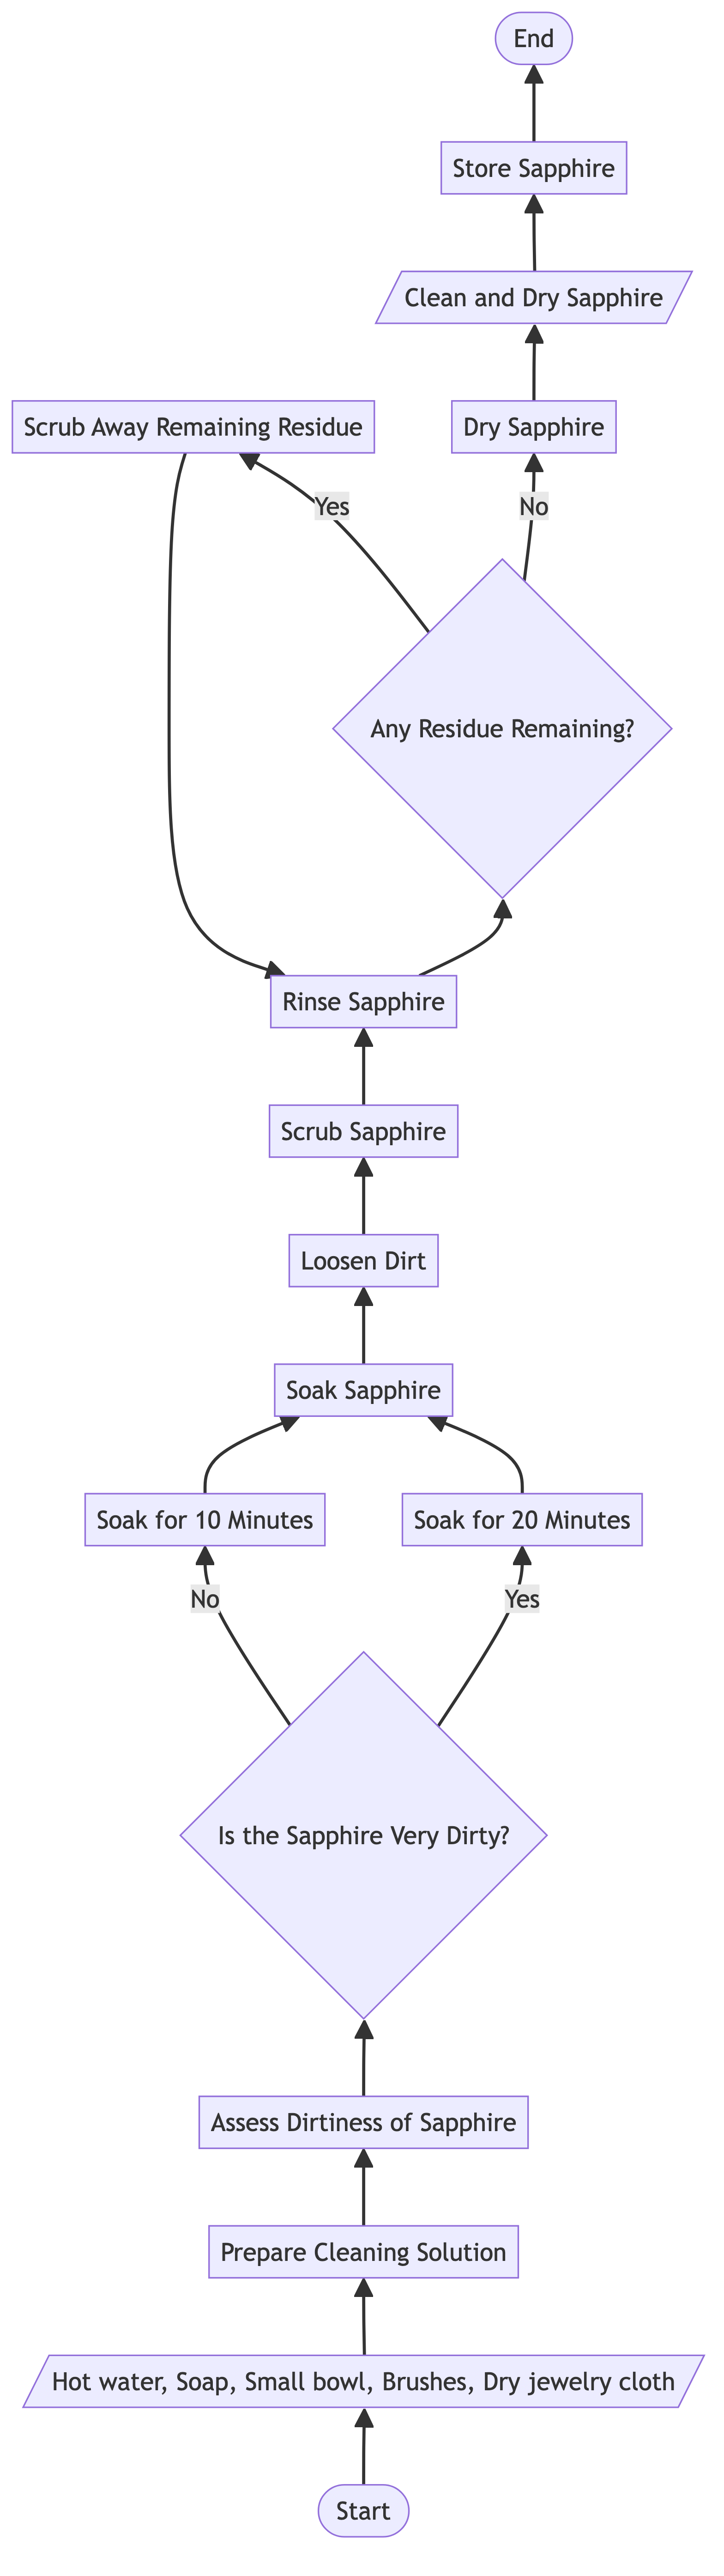 End
Store Sapphire
Clean and Dry Sapphire
Scrub Away Remaining Residue
Dry Sapphire
Yes
No
Any Residue Remaining?
Rinse Sapphire
Scrub Sapphire
Loosen Dirt
Soak Sapphire
Soak for 10 Minutes
Soak for 20 Minutes
No
Yes
Is the Sapphire Very Dirty?
Assess Dirtiness of Sapphire
Prepare Cleaning Solution
Hot water, Soap, Small bowl, Brushes, Dry jewelry cloth
Start